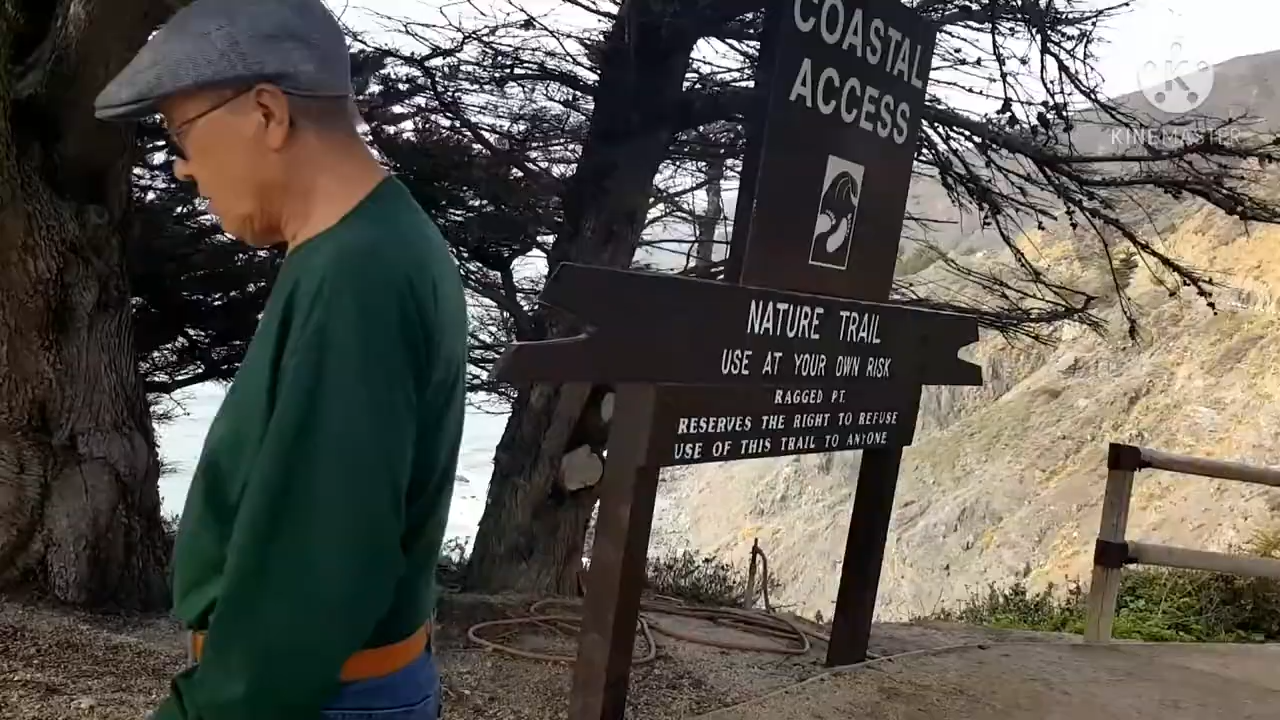 COASTAL
ACCESS
KINEMASTER
NATURE TRAIL
USE AT YOUR OWN RISK
RAGGED PT.
RESERVES THE RIGHT TO REFUSE
USE OF THIS TRAIL TO ANYONE